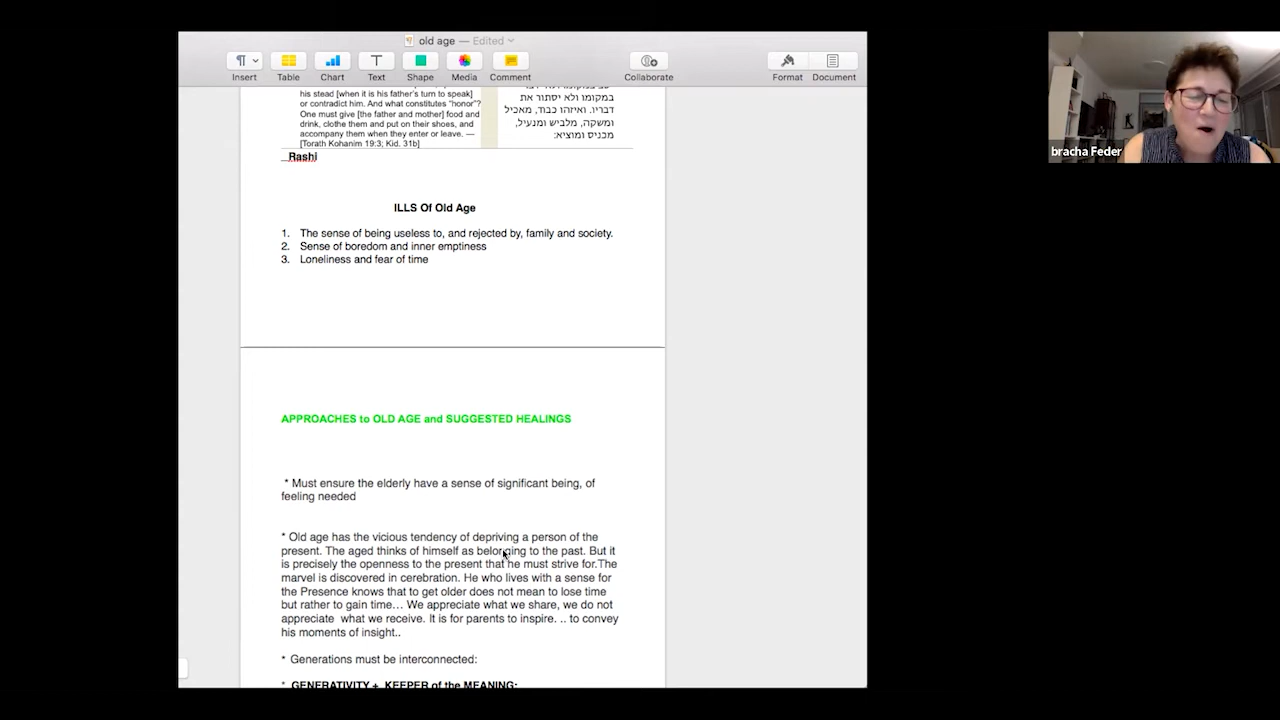 old age — Edited
Insert
Table
Chart
Text
Shape
Media
Comment
Collaborate
Format
Document
his stead [when it is his father's turn to speak]
or contradict him. And what constitutes "honor"?
One must give [the father and mother] food and
drink, clothe them and put on their shoes, and
accompany them when they enter or leave. —
[Torath Kohanim 19:3; Kid. 31b]
במקומו ולא יסתור את
דבריו. ואיזהו כבוד, מאכיל
ומשקה, מלביש ומנעיל,
מכניס ומוציא:
_Rashi
ILLS Of Old Age
1. The sense of being useless to, and rejected by, family and society.
2. Sense of boredom and inner emptiness
3. Loneliness and fear of time
APPROACHES to OLD AGE and SUGGESTED HEALINGS
* Must ensure the elderly have a sense of significant being, of
feeling needed
* Old age has the vicious tendency of depriving a person of the
present. The aged thinks of himself as belonging to the past. But it
is precisely the openness to the present that he must strive for.The
marvel is discovered in cerebration. He who lives with a sense for
the Presence knows that to get older does not mean to lose time
but rather to gain time… We appreciate what we share, we do not
appreciate what we receive. It is for parents to inspire. .. to convey
his moments of insight..
* Generations must be interconnected:
* GENERATIVITY + KEEPER of the MEANING:
bracha Feder